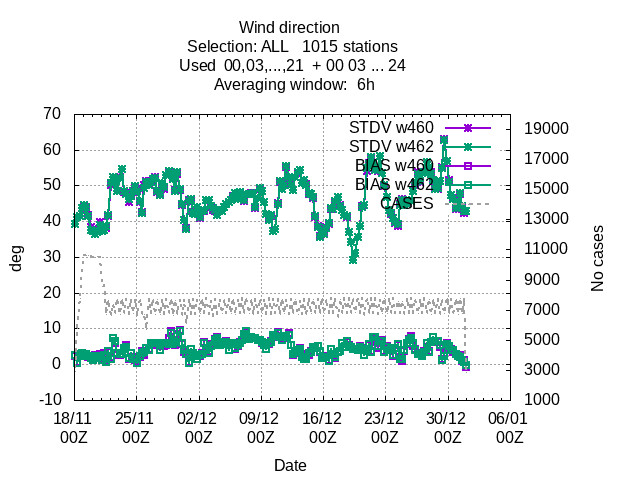 Wind direction
Selection: ALL   1015 stations
Used  00,03,...,21  + 00 03 ... 24
Averaging window:  6h
70
60
50
40
30
20
10
0
-10
deg
STDV w460
STDV w462
BIAS w460
BIAS w462
CASES
19000
17000
15000
13000
11000
9000
7000
5000
3000
1000
No cases
18/11 25/11 02/12 09/12 16/12 23/12 30/12 06/01
00Z 00Z 00Z 00Z 00Z 00Z 00Z 00Z
Date